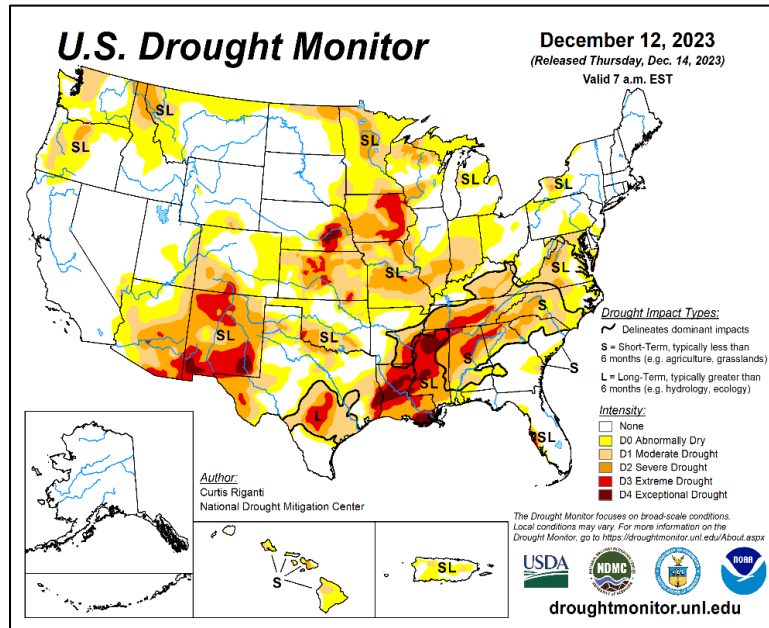 U.S. Drought Monitor
December 12, 2023
(Released Thursday, Dec. 14, 2023)
Valid 7 a.m. EST
SL
SL
SL
SL
SL
SL
SL
SL
SL
SL
S
S
S
L
SL
Drought Impact Types:
Delineates dominant impacts
S = Short-Term, typically less than
6 months (e.g. agriculture, grasslands)
L = Long-Term, typically greater than
6 months (e.g. hydrology, ecology)
Intensity:
None
D0 Abnormally Dry
D1 Moderate Drought
D2 Severe Drought
D3 Extreme Drought
D4 Exceptional Drought
Author:
Curtis Riganti
National Drought Mitigation Center
S
SL
The Drought Monitor focuses on broad-scale conditions.
Local conditions may vary. For more information on the
Drought Monitor, go to https://droughtmonitor.unl.edu/About.aspx
USDA
NDMC
NOAA
droughtmonitor.unl.edu